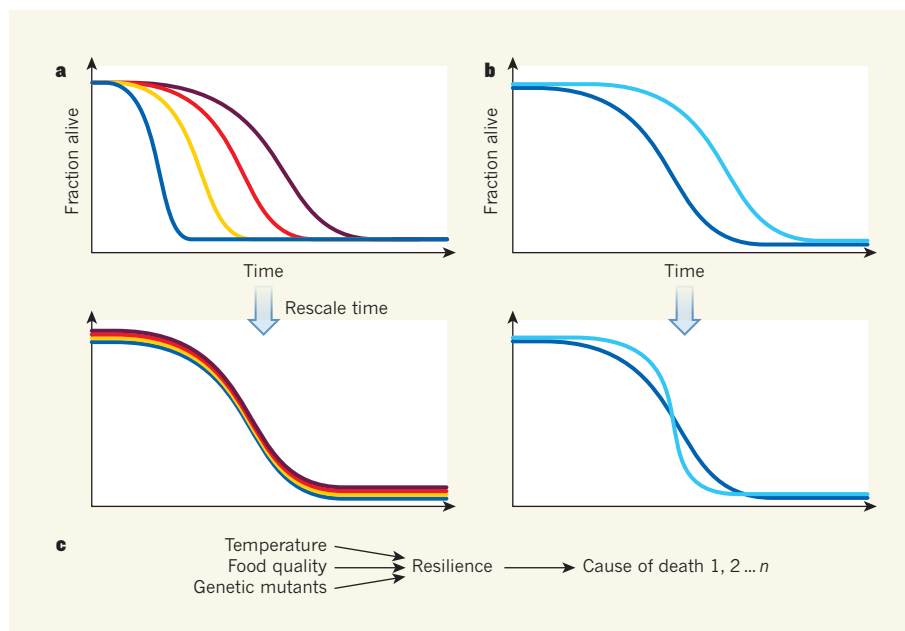 a
b
Fraction alive
Fraction alive
Time
Time
Rescale time
c
Temperature
Food quality
Genetic mutants
Resilience
Cause of death 1, 2 ... n